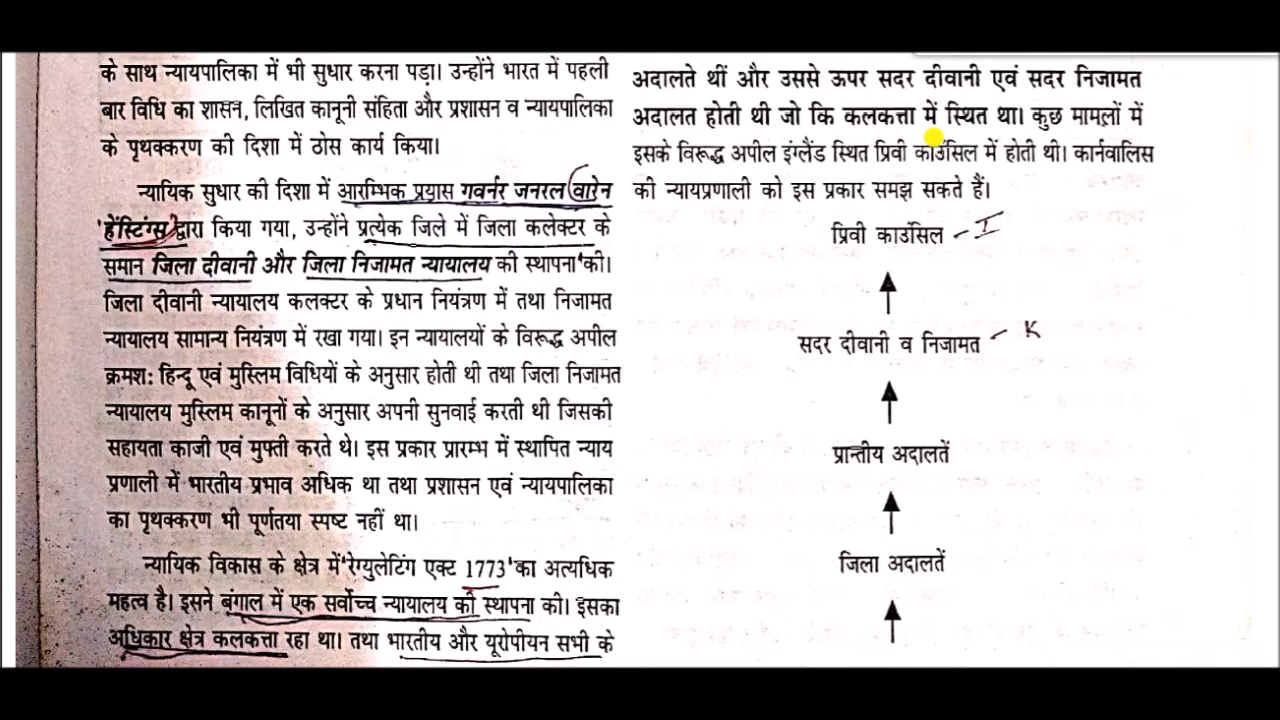 के साथ न्यायपालिका में भी सुधार करना पड़ा। उन्होंने भारत में पहली
बार विधि का शासन, लिखित कानूनी संहिता और प्रशासन व न्यायपालिका
के पृथक्करण की दिशा में ठोस कार्य किया।
न्यायिक सुधार की दिशा में आरम्भिक प्रयास गवर्नर जनरल वारेन
'हेंस्टिंग्स' द्वारा किया गया, उन्होंने प्रत्येक जिले में जिला कलेक्टर के
समान जिला दीवानी और जिला निजामत न्यायालय की स्थापना की।
जिला दीवानी न्यायालय कलक्टर के प्रधान नियंत्रण में तथा निजामत
न्यायालय सामान्य नियंत्रण में रखा गया। इन न्यायालयों के विरूद्ध अपील
क्रमश: हिन्दू एवं मुस्लिम विधियों के अनुसार होती थी तथा जिला निजामत
न्यायालय मुस्लिम कानूनों के अनुसार अपनी सुनवाई करती थी जिसकी
सहायता काजी एवं मुफ्ती करते थे। इस प्रकार प्रारम्भ में स्थापित न्याय
प्रणाली में भारतीय प्रभाव अधिक था तथा प्रशासन एवं न्यायपालिका
का पृथक्करण भी पूर्णतया स्पष्ट नहीं था।
न्यायिक विकास के क्षेत्र में 'रेग्युलेटिंग एक्ट 1773' का अत्यधिक
महत्व है। इसने बंगाल में एक सर्वोच्च न्यायालय की स्थापना की। इसका
अधिकार क्षेत्र कलकत्ता रहा था। तथा भारतीय और यूरोपियन सभी के
अदालते थीं और उससे ऊपर सदर दीवानी एवं सदर निजामत
अदालत होती थी जो कि कलकत्ता में स्थित था। कुछ मामलों में
इसके विरूद्ध अपील इंग्लैंड स्थित प्रिवी काउंसिल में होती थी। कार्नवालिस
की न्यायप्रणाली को इस प्रकार समझ सकते हैं।
प्रिवी काउंसिल – I
सदर दीवानी व निजामत – K
प्रान्तीय अदालतें
जिला अदालतें